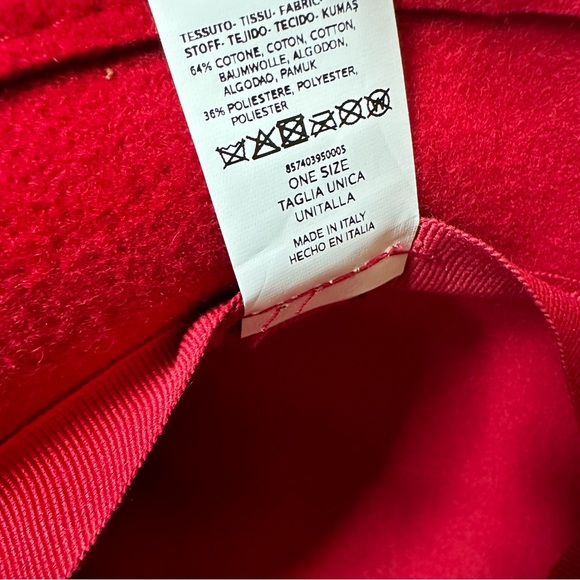 TESSUTO- TISSU- FABRIC-
STOFF- TEJIDO- TECIDO- KUMAŞ
64% COTONE, COTON, COTTON,
BAUMWOLLE, ALGODON,
ALGODAO, PAMUK
36% POLIESTERE, POLYESTER,
POLIESTER
857403950005
ONE SIZE
TAGLIA UNICA
UNITALLA
MADE IN ITALY
HECHO EN ITALIA